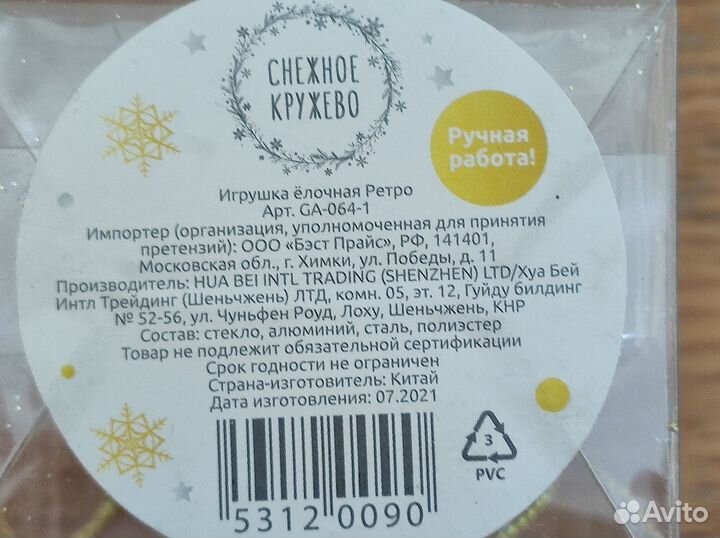 СНЕЖНОЕ
КРУЖЕВО
Ручная
работа!
Игрушка ёлочная Ретро
Арт. GA-064-1
Импортер (организация, уполномоченная для принятия
претензий): ООО «Бэст Прайс», РФ, 141401,
Московская обл., г. Химки, ул. Победы, д. 11
Производитель: HUA BEI INTL TRADING (SHENZHEN) LTD/Хуа Бей
Интл Трейдинг (Шеньчжень) ЛТД, комн. 05, эт. 12, Гуйду билдинг
№ 52-56, ул. Чуньфен Роуд, Лоху, Шеньчжень, КНР
Состав: стекло, алюминий, сталь, полиэстер
Товар не подлежит обязательной сертификации
Срок годности не ограничен
Страна-изготовитель: Китай
Дата изготовления: 07.2021
3
PVC
5312 0090
Avito